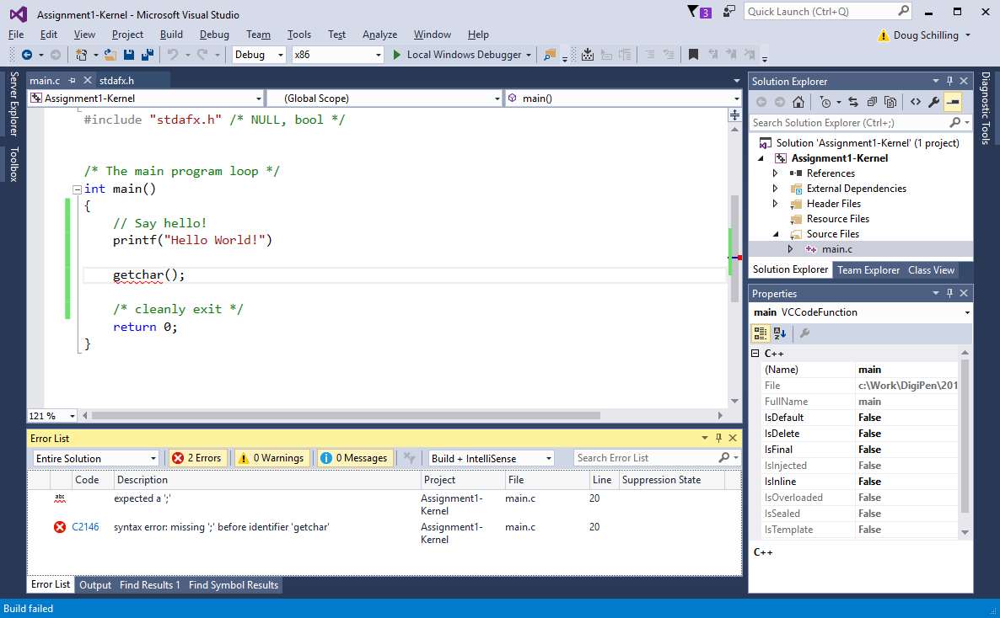 Assignment1-Kernel - Microsoft Visual Studio
3
Quick Launch (Ctrl+Q)
File Edit View Project Build Debug Team Tools Test Analyze Window Help
Doug Schilling
Debug x86 Local Windows Debugger
Server Explorer
Toolbox
main.c stdafx.h
Assignment1-Kernel (Global Scope) main()
#include "stdafx.h" /* NULL, bool */
/* The main program loop */
int main()
{
// Say hello!
printf("Hello World!")
getchar();
/* cleanly exit */
return 0;
}
121 %
Error List
Entire Solution 2 Errors 0 Warnings 0 Messages Build + IntelliSense Search Error List
Code Description Project File Line Suppression State
abc expected a ';' Assignment1-Kernel main.c 20
C2146 syntax error: missing ';' before identifier 'getchar' Assignment1-Kernel main.c 20
Error List Output Find Results 1 Find Symbol Results
Solution Explorer
Search Solution Explorer (Ctrl+;)
Solution 'Assignment1-Kernel' (1 project)
Assignment1-Kernel
References
External Dependencies
Header Files
Resource Files
Source Files
main.c
Solution Explorer Team Explorer Class View
Properties
main VCCodeFunction
C++
(Name) main
File c:\Work\DigiPen\201
FullName main
IsDefault False
IsDelete False
IsFinal False
IsInjected False
IsInline False
IsOverloaded False
IsSealed False
IsTemplate False
C++
Diagnostic Tools
Build failed